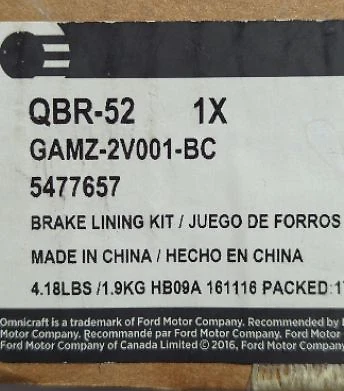 QBR-52 1X
GAMZ-2V001-BC
5477657
BRAKE LINING KIT / JUEGO DE FORROS
MADE IN CHINA / HECHO EN CHINA
4.18LBS /1.9KG HB09A 161116 PACKED:1
Omnicraft is a trademark of Ford Motor Company. Recommended by
Motor Company. Recommandé par Ford Motor Company. Ford
Ford Motor Company of Canada Limited © 2016, Ford Motor